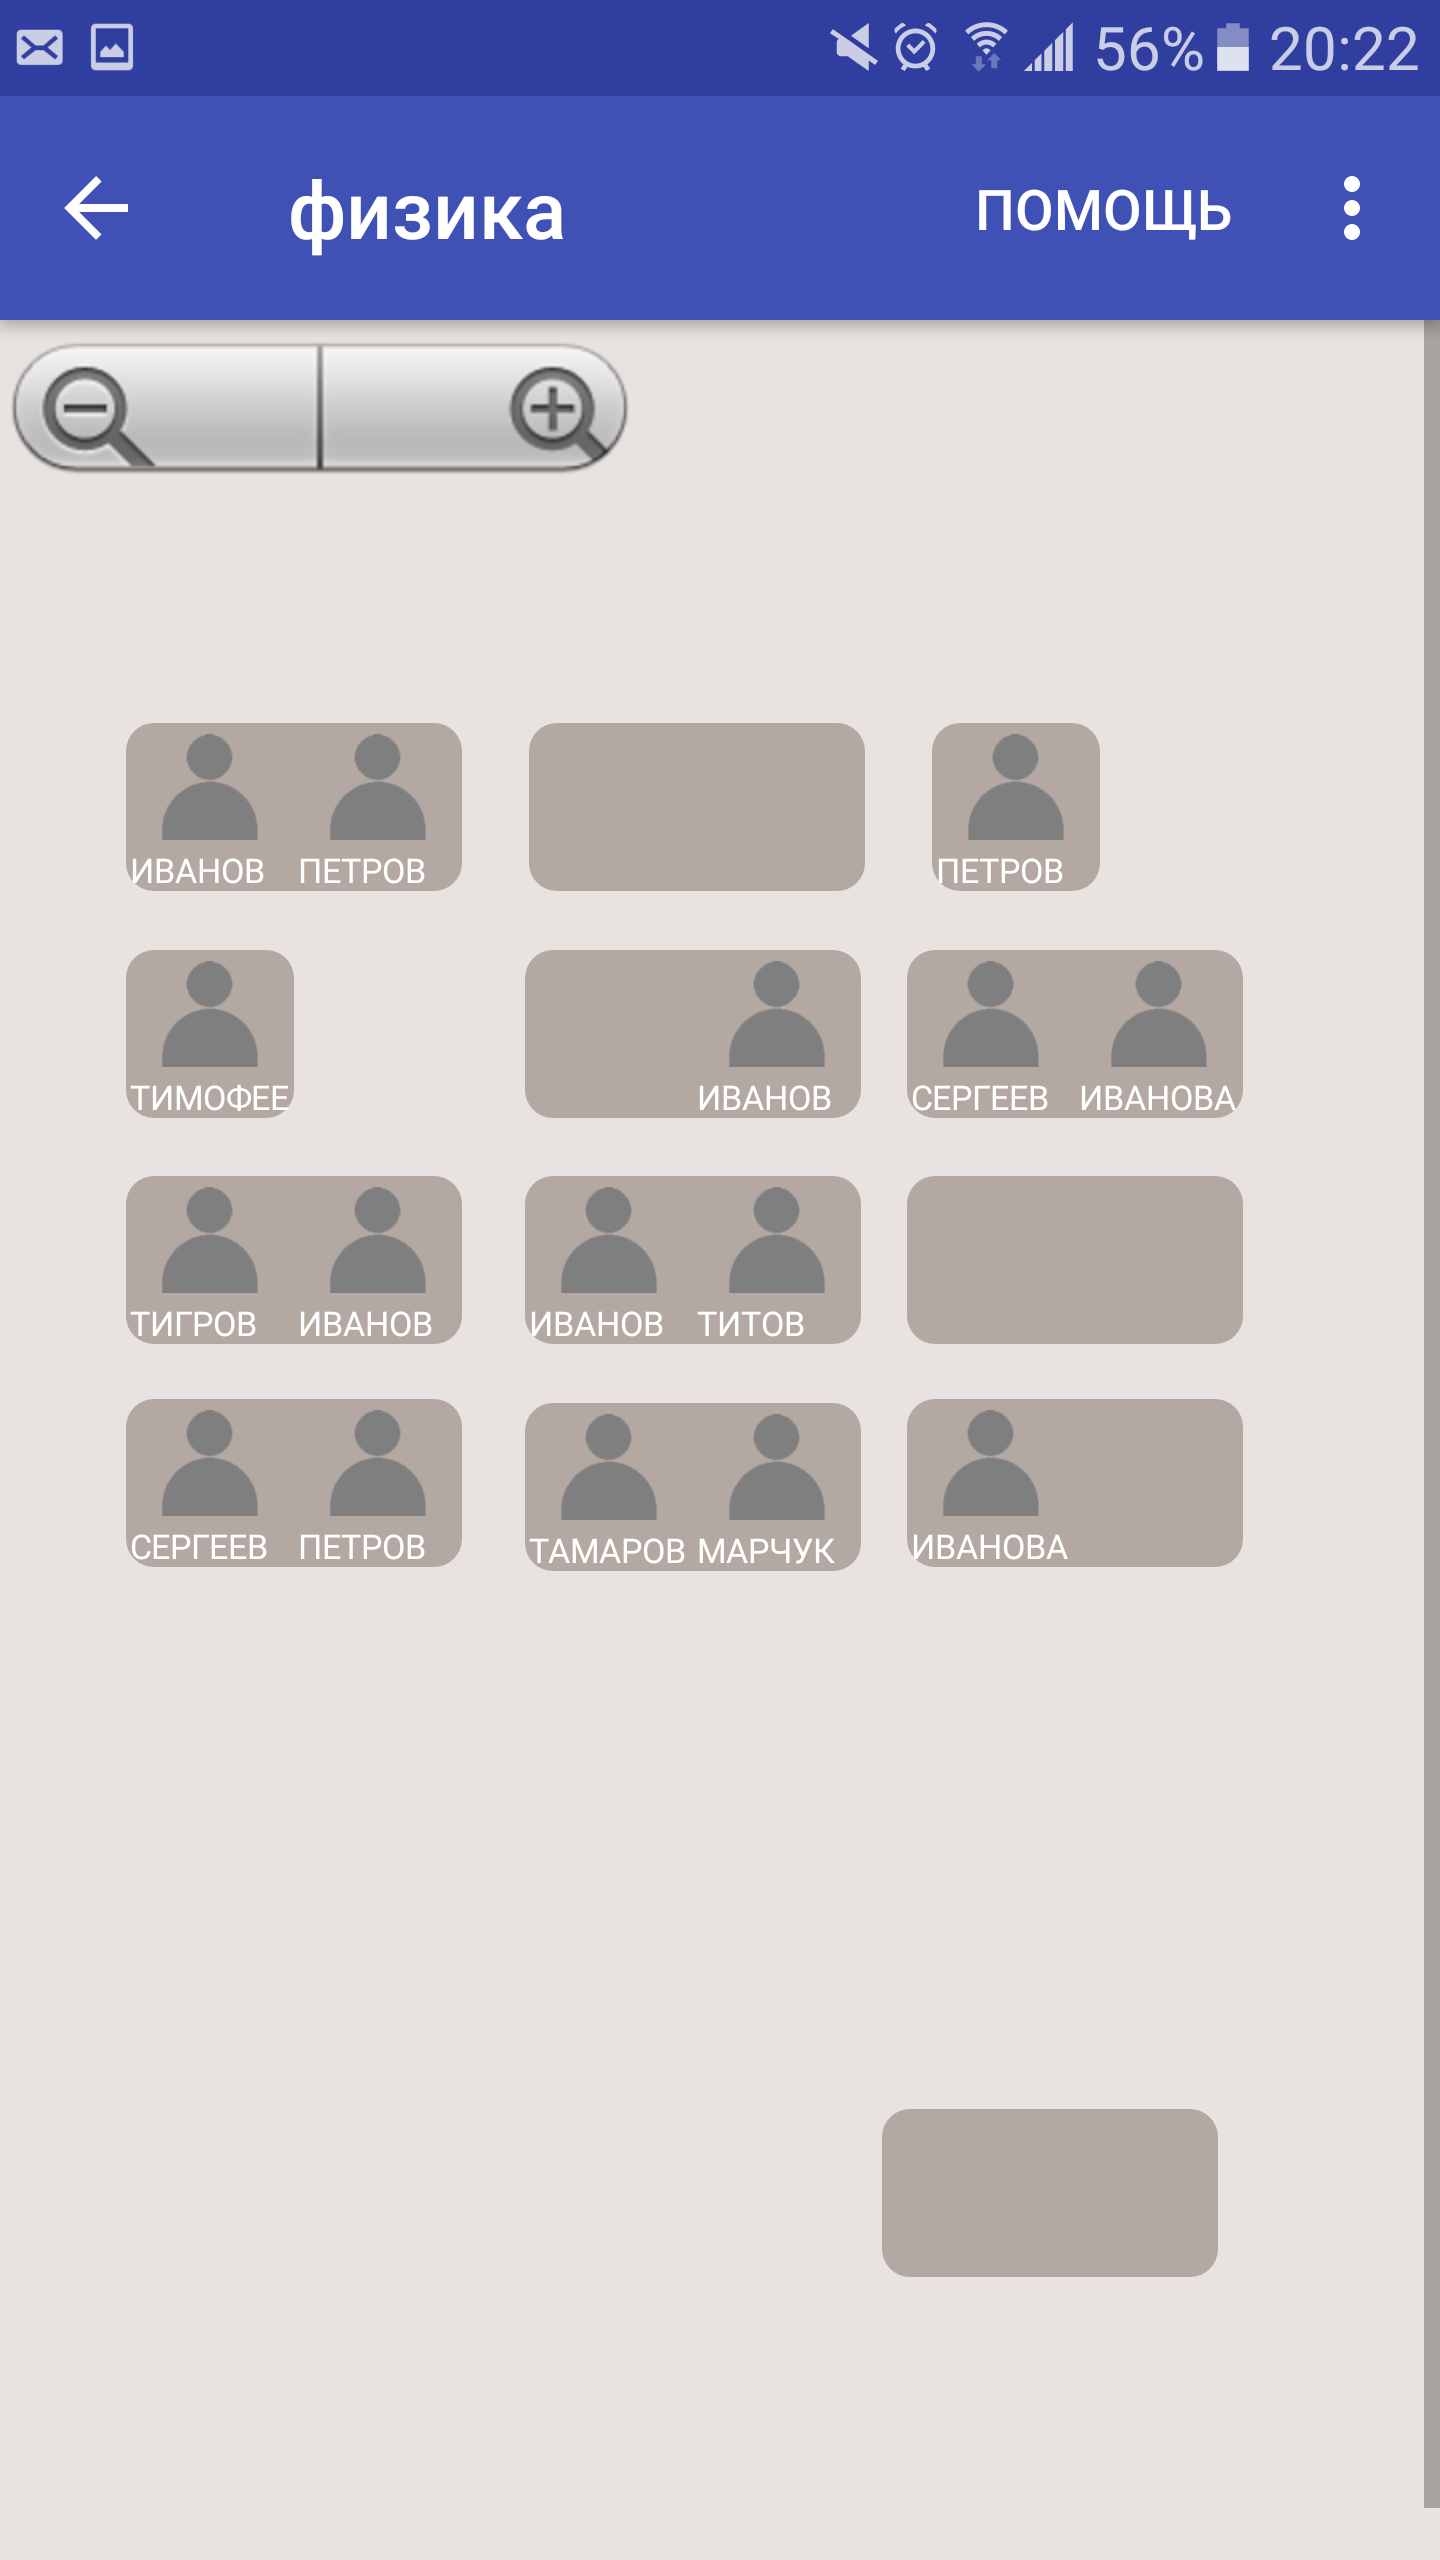 56% 20:22
физика ПОМОЩЬ
ИВАНОВ ПЕТРОВ ПЕТРОВ
ТИМОФЕЕ ИВАНОВ СЕРГЕЕВ ИВАНОВА
ТИГРОВ ИВАНОВ ИВАНОВ ТИТОВ
СЕРГЕЕВ ПЕТРОВ ТАМАРОВ МАРЧУК ИВАНОВА